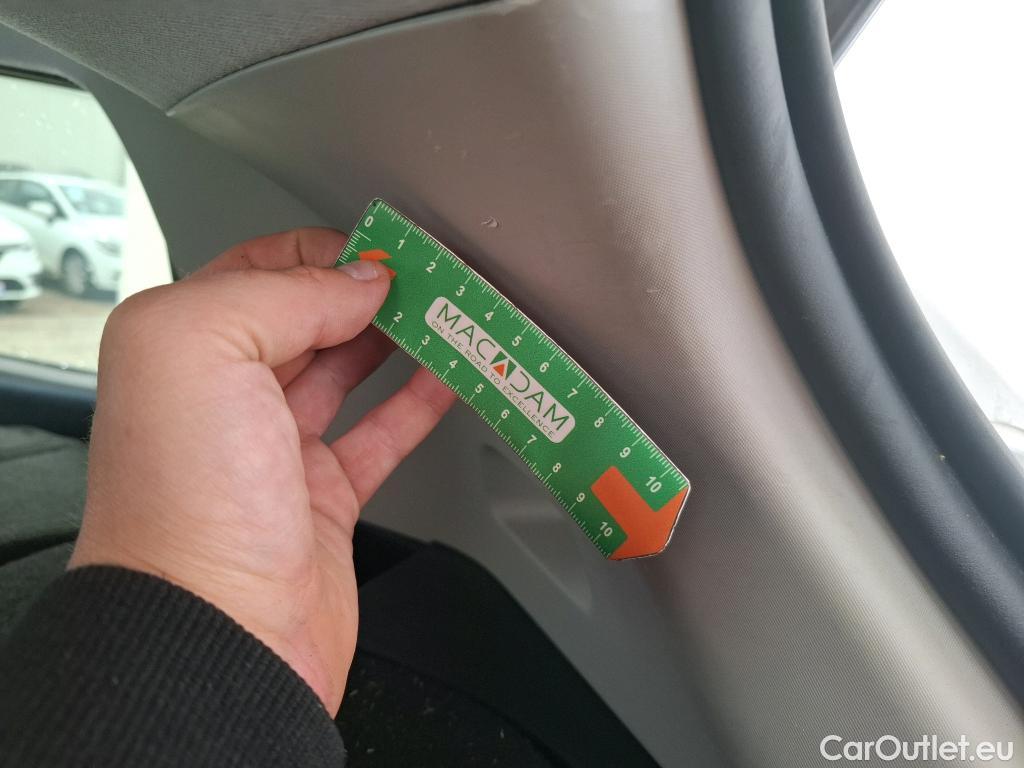 0 1 2 3 4 5 6 7 8 9 10
MACADAM
ON THE ROAD TO EXCELLENCE
2 3 4 5 6 7 8 9 10
CarOutlet.eu